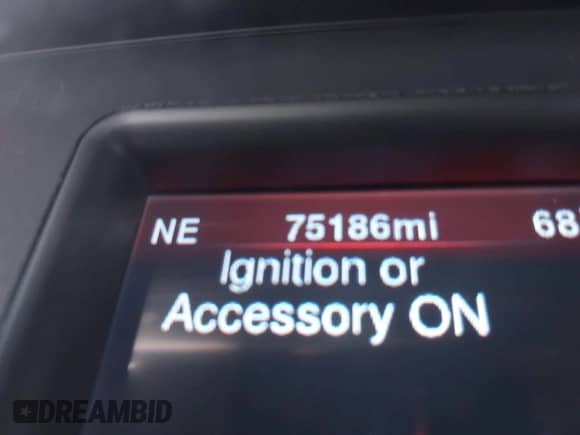 NE 75186mi 68
Ignition or
Accessory ON
DREAMBID